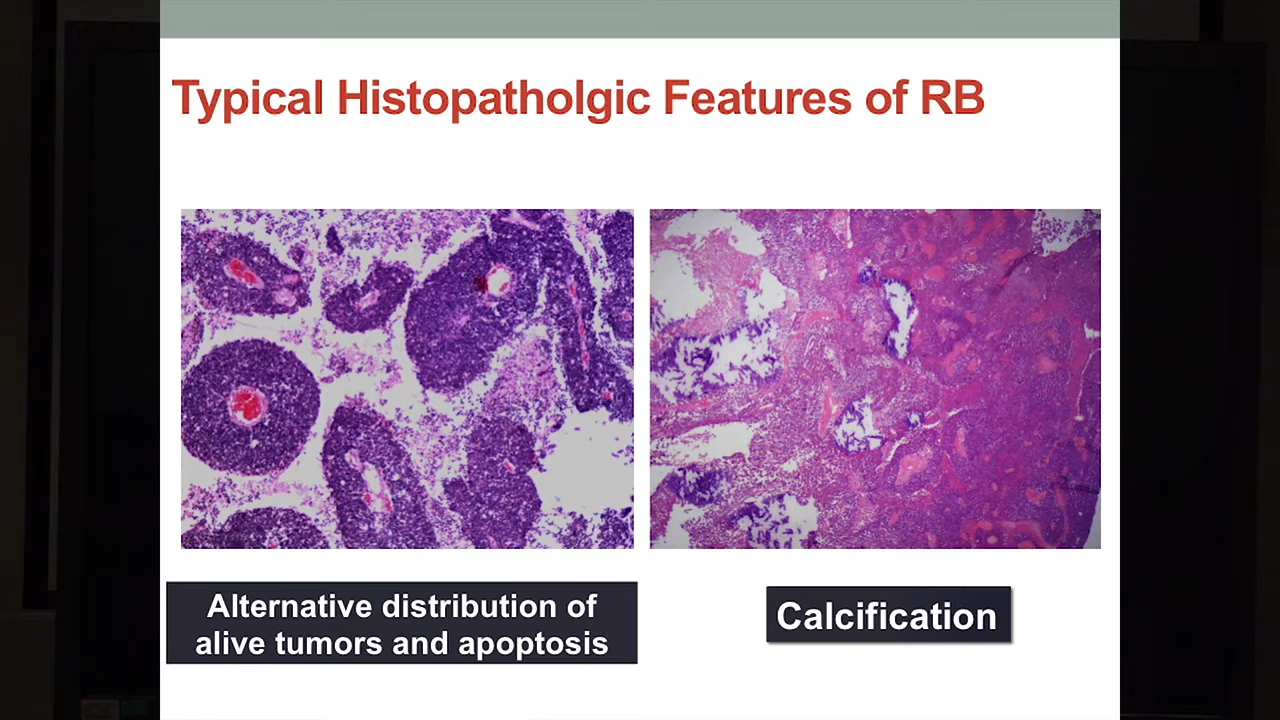 Typical Histopatholgic Features of RB
Alternative distribution of
alive tumors and apoptosis
Calcification